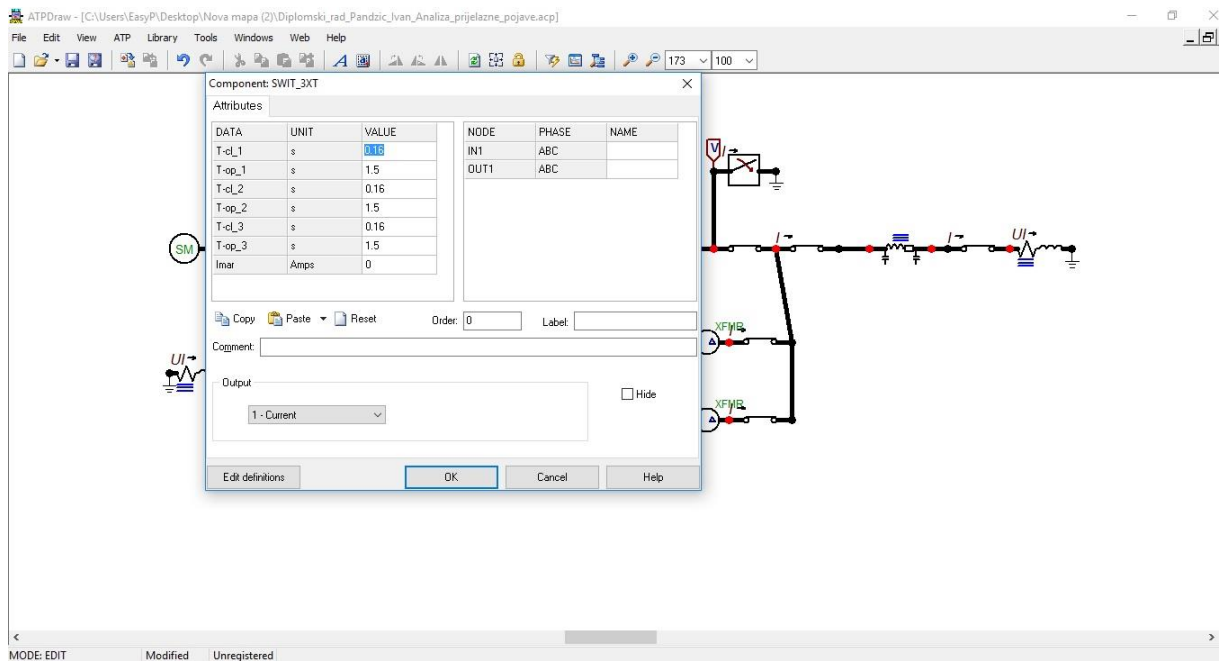 ATPDraw - [C:\Users\EasyP\Desktop\Nova mapa (2)\Diplomski_rad_Pandzic_Ivan_Analiza_prijelazne_pojave.acp]
File Edit View ATP Library Tools Windows Web Help
173 100
Component: SWIT_3XT
Attributes
DATA UNIT VALUE
T-cl_1 s 0.16
T-op_1 s 1.5
T-cl_2 s 0.16
T-op_2 s 1.5
T-cl_3 s 0.16
T-op_3 s 1.5
Imar Amps 0
NODE PHASE NAME
IN1 ABC
OUT1 ABC
Copy Paste Reset Order: 0 Label:
Comment:
Output
1 - Current
Hide
Edit definitions OK Cancel Help
V I
SM
I I UI
UI
XFMR
I
XFMR
I
MODE: EDIT Modified Unregistered